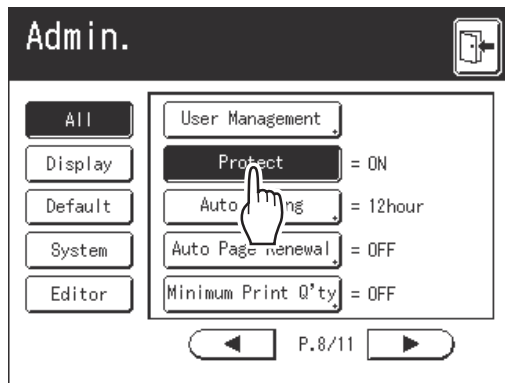 Admin.
All
User Management
Display
Protect = ON
Default
Auto = 12hour
System
Auto Page Renewal = OFF
Editor
Minimum Print Q'ty = OFF
P.8/11